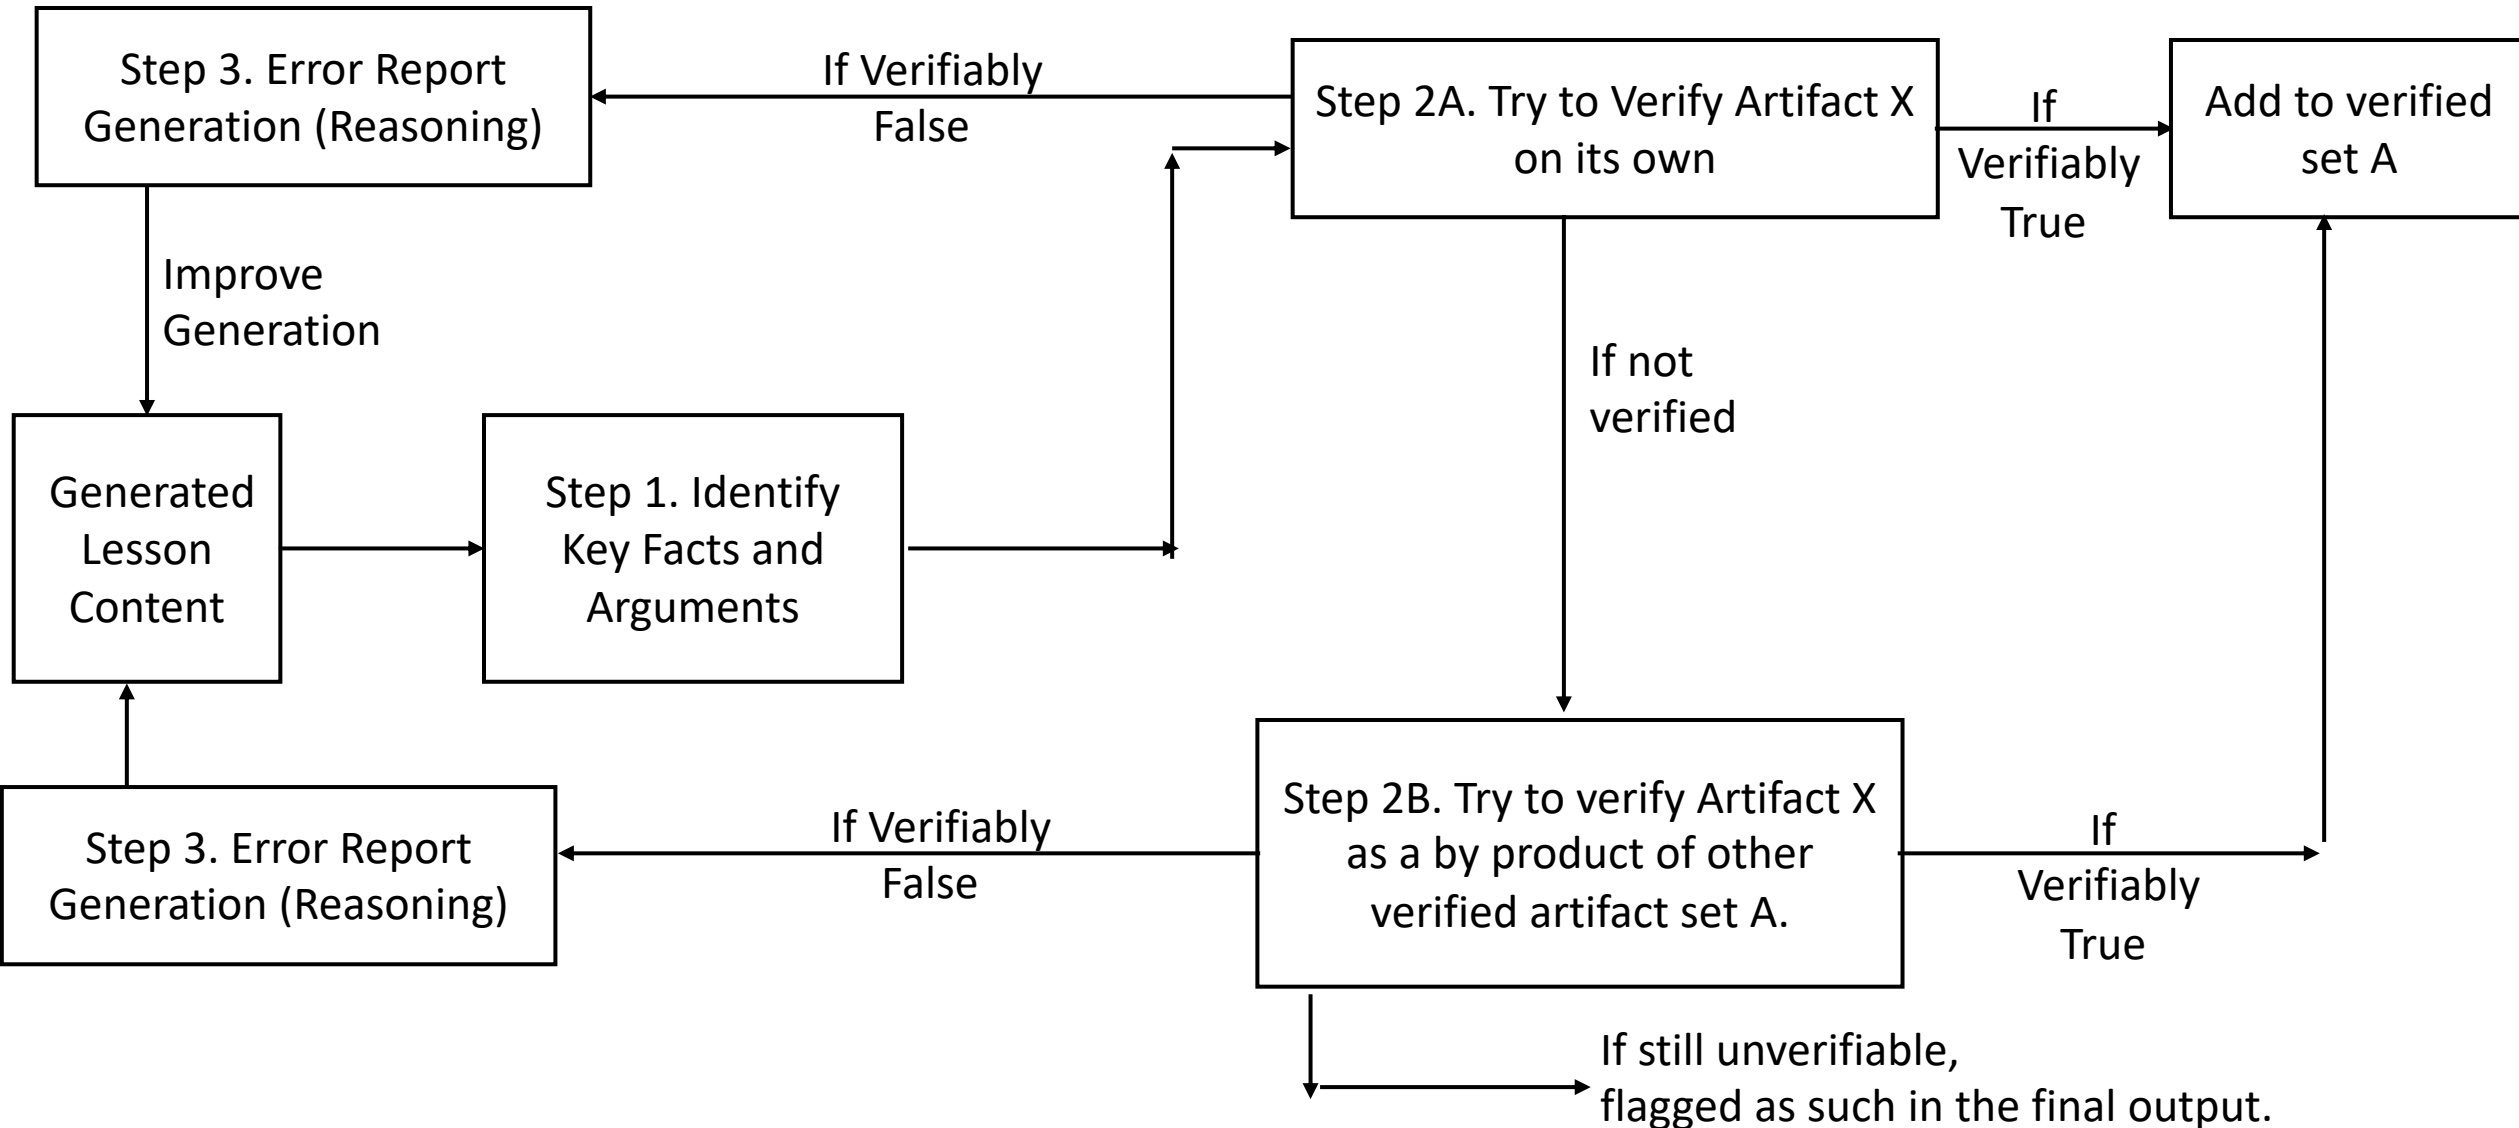 Step 3. Error Report
Generation (Reasoning)
If Verifiably
False
Step 2A. Try to Verify Artifact X
on its own
If
Verifiably
True
Add to verified
set A
Improve
Generation
If not
verified
Generated
Lesson
Content
Step 1. Identify
Key Facts and
Arguments
Step 3. Error Report
Generation (Reasoning)
If Verifiably
False
Step 2B. Try to verify Artifact X
as a by product of other
verified artifact set A.
If
Verifiably
True
If still unverifiable,
flagged as such in the final output.